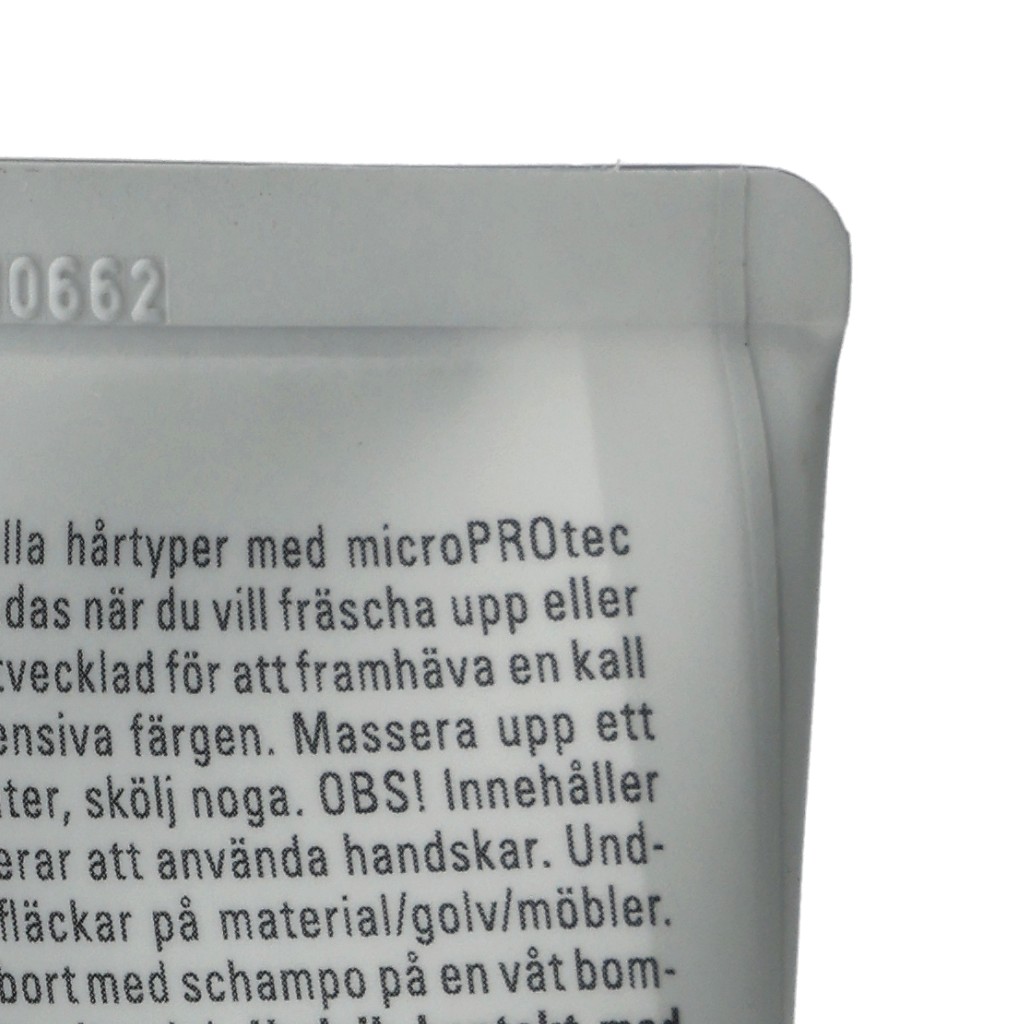 0662
lla hårtyper med microPROtec
das när du vill fräscha upp eller
tvecklad för att framhäva en kall
ensiva färgen. Massera upp ett
ter, skölj noga. OBS! Innehåller
erar att använda handskar. Und-
fläckar på material/golv/möbler.
bort med schampo på en våt bom-
kontakt med